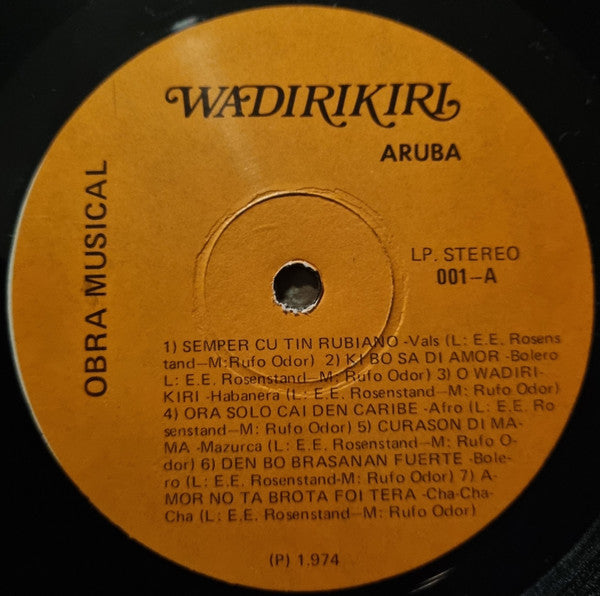 WADIRIKIRI
ARUBA
OBRA MUSICAL
LP. STEREO
001-A
1) SEMPER CU TIN RUBIANO -Vals (L: E.E. Rosens
tand—M: Rufo Odor) 2) KI BO SA DI AMOR -Bolero
L: E.E. Rosenstand—M: Rufo Odor) 3) O WADIRI-
KIRI -Habanera (L: E.E. Rosenstand—M: Rufo Odor)
4) ORA SOLO CAI DEN CARIBE -Afro (L: E.E. Ro
senstand—M: Rufo Odor) 5) CURASON DI MA-
MA -Mazurca (L: E.E. Rosenstand—M: Rufo O-
dor) 6) DEN BO BRASANAN FUERTE -Bole-
ro (L: E.E. Rosenstand-M: Rufo Odor) 7) A-
MOR NO TA BROTA FOI TERA -Cha-Cha-
Cha (L: E.E. Rosenstand—M: Rufo Odor)
(P) 1.974